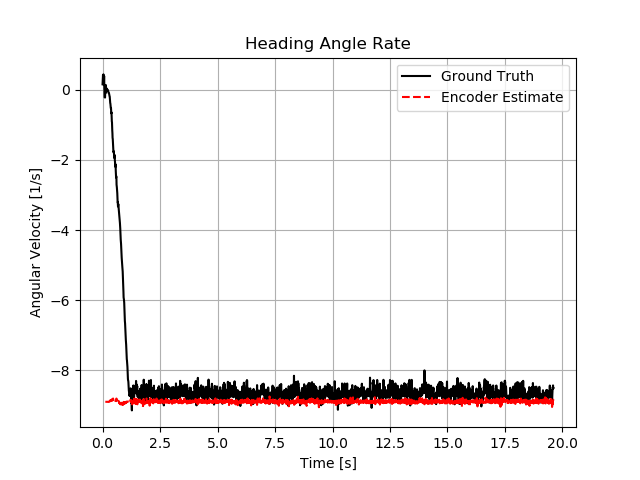 Heading Angle Rate
Ground Truth
Encoder Estimate
Angular Velocity [1/s]
0
−2
−4
−6
−8
0.0 2.5 5.0 7.5 10.0 12.5 15.0 17.5 20.0
Time [s]